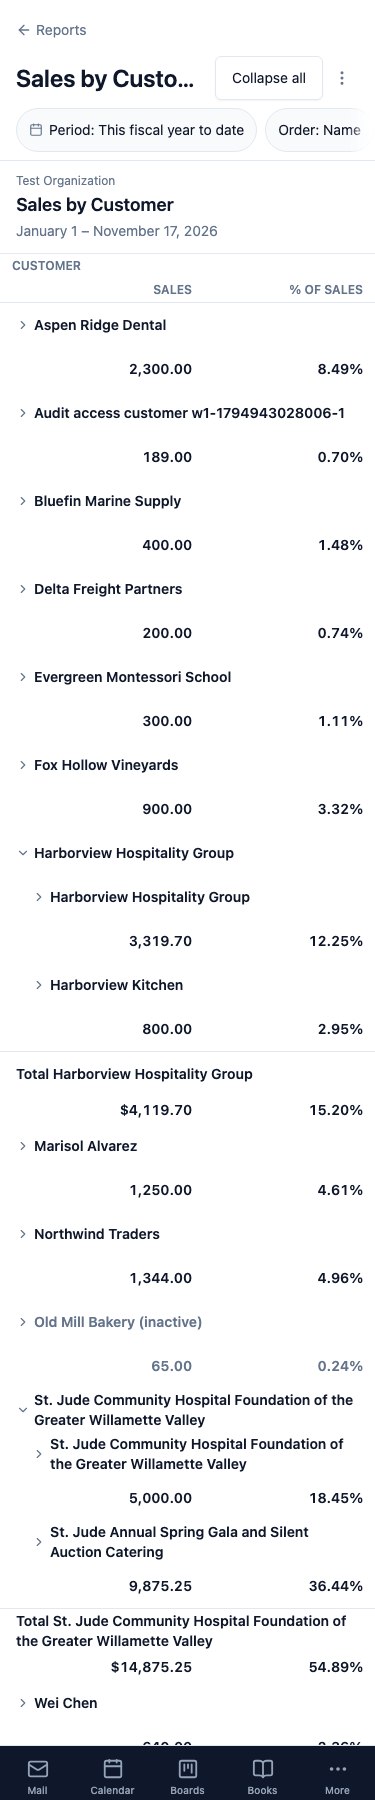 Reports
Sales by Custo...
Collapse all
Period: This fiscal year to date
Order: Name
Test Organization
Sales by Customer
January 1 – November 17, 2026
CUSTOMER
SALES % OF SALES
Aspen Ridge Dental
2,300.00 8.49%
Audit access customer w1-1794943028006-1
189.00 0.70%
Bluefin Marine Supply
400.00 1.48%
Delta Freight Partners
200.00 0.74%
Evergreen Montessori School
300.00 1.11%
Fox Hollow Vineyards
900.00 3.32%
Harborview Hospitality Group
Harborview Hospitality Group
3,319.70 12.25%
Harborview Kitchen
800.00 2.95%
Total Harborview Hospitality Group
$4,119.70 15.20%
Marisol Alvarez
1,250.00 4.61%
Northwind Traders
1,344.00 4.96%
Old Mill Bakery (inactive)
65.00 0.24%
St. Jude Community Hospital Foundation of the
Greater Willamette Valley
St. Jude Community Hospital Foundation of
the Greater Willamette Valley
5,000.00 18.45%
St. Jude Annual Spring Gala and Silent
Auction Catering
9,875.25 36.44%
Total St. Jude Community Hospital Foundation of
the Greater Willamette Valley
$14,875.25 54.89%
Wei Chen
Mail
Calendar
Boards
Books
More